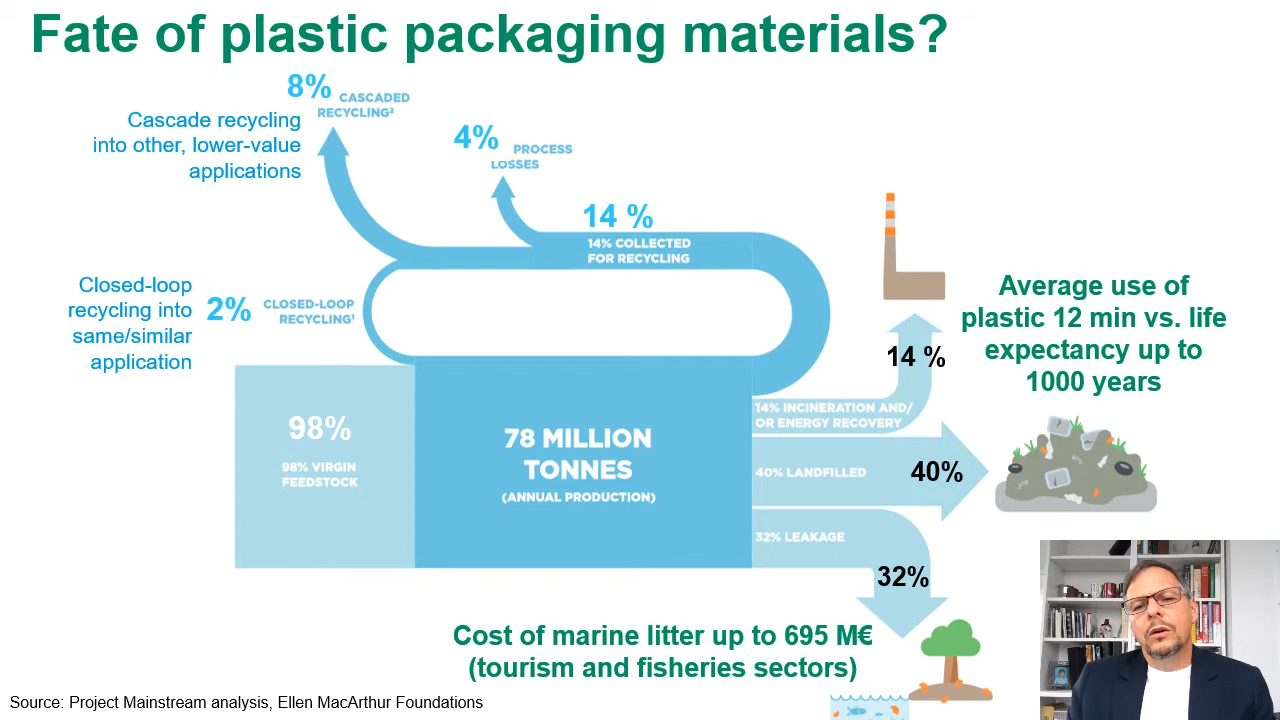 Fate of plastic packaging materials?
8% CASCADED
RECYCLING²
Cascade recycling
into other, lower-value
applications
4% PROCESS
LOSSES
14 %
14% COLLECTED
FOR RECYCLING
Closed-loop
recycling into
same/similar
application
2% CLOSED-LOOP
RECYCLING¹
Average use of
plastic 12 min vs. life
expectancy up to
1000 years
14 %
14% INCINERATION AND/
OR ENERGY RECOVERY
98%
98% VIRGIN
FEEDSTOCK
78 MILLION
TONNES
(ANNUAL PRODUCTION)
40% LANDFILLED 40%
32% LEAKAGE
32%
Cost of marine litter up to 695 M€
(tourism and fisheries sectors)
Source: Project Mainstream analysis, Ellen MacArthur Foundations